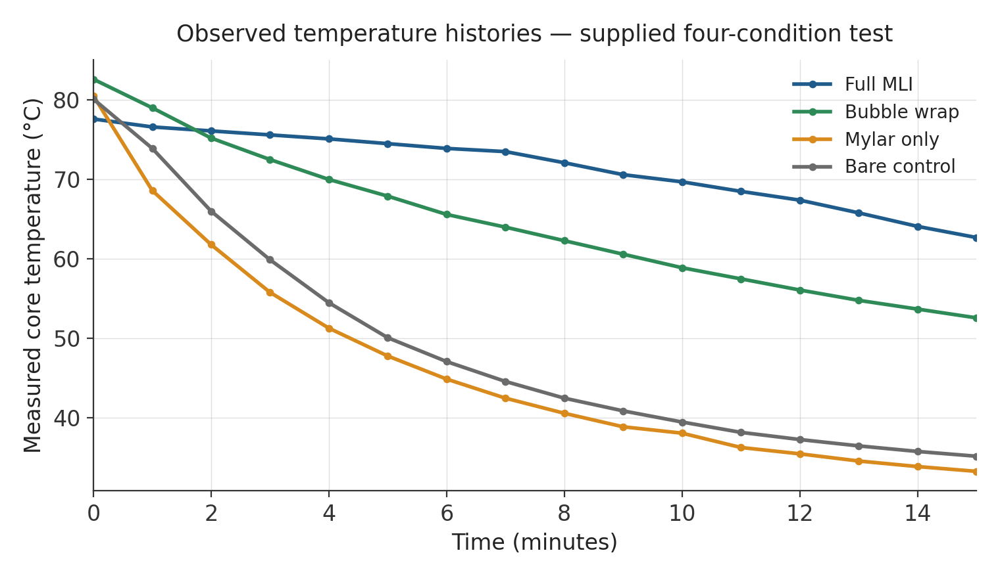 Observed temperature histories — supplied four-condition test
Measured core temperature (°C)
80
70
60
50
40
Full MLI
Bubble wrap
Mylar only
Bare control
0 2 4 6 8 10 12 14
Time (minutes)